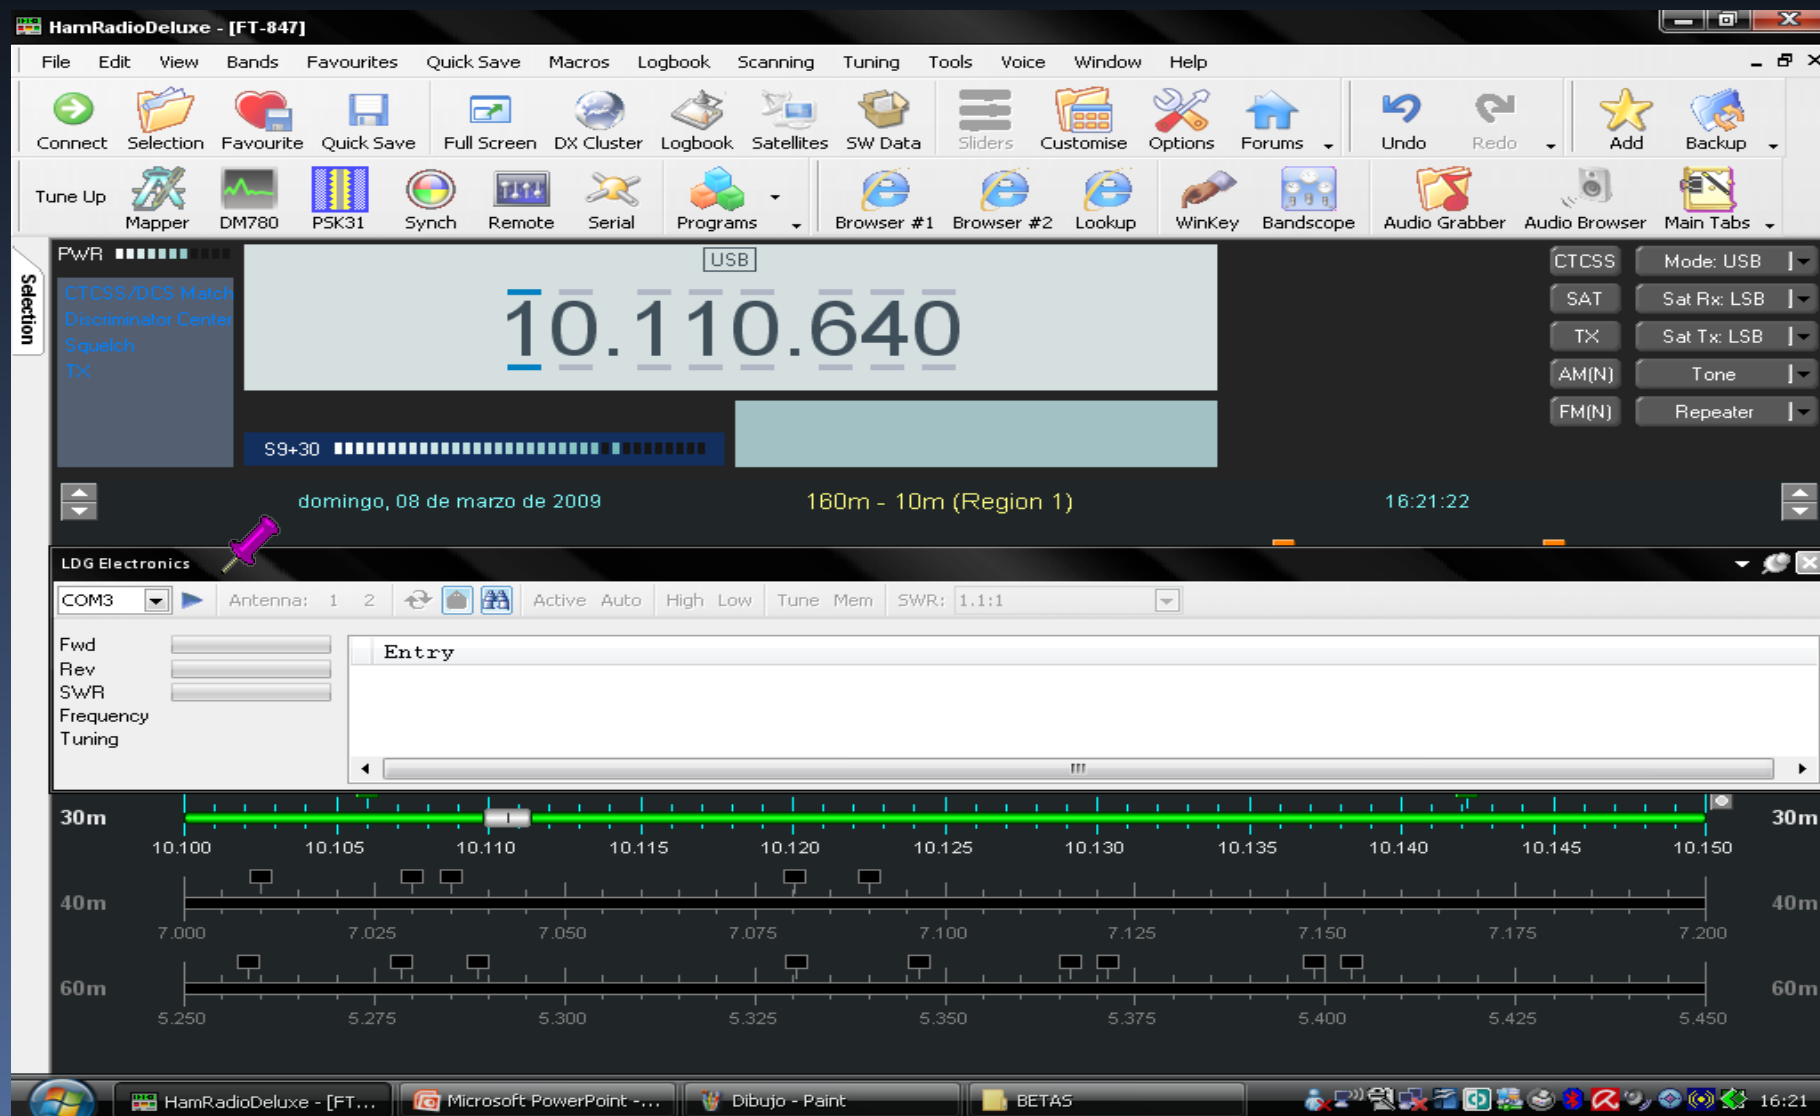 HamRadioDeluxe - [FT-847]
File Edit View Bands Favourites Quick Save Macros Logbook Scanning Tuning Tools Voice Window Help
Connect Selection Favourite Quick Save Full Screen DX Cluster Logbook Satellites SW Data Sliders Customise Options Forums Undo Redo Add Backup
Tune Up Mapper DM780 PSK31 Synch Remote Serial Programs Browser #1 Browser #2 Lookup WinKey Bandscope Audio Grabber Audio Browser Main Tabs
Selection
PWR
CTCSS/DCS Match
Discriminator Center
Squelch
TX
USB
10.110.640
S9+30
CTCSS Mode: USB
SAT Sat Rx: LSB
TX Sat Tx: LSB
AM(N) Tone
FM(N) Repeater
domingo, 08 de marzo de 2009 160m - 10m (Region 1) 16:21:22
LDG Electronics
COM3 Antenna: 1 2 Active Auto High Low Tune Mem SWR: 1.1:1
Fwd
Rev
SWR
Frequency
Tuning
Entry
30m 30m
10.100 10.105 10.110 10.115 10.120 10.125 10.130 10.135 10.140 10.145 10.150
40m 40m
7.000 7.025 7.050 7.075 7.100 7.125 7.150 7.175 7.200
60m 60m
5.250 5.275 5.300 5.325 5.350 5.375 5.400 5.425 5.450
HamRadioDeluxe - [FT... Microsoft PowerPoint -... Dibujo - Paint BETAS 16:21